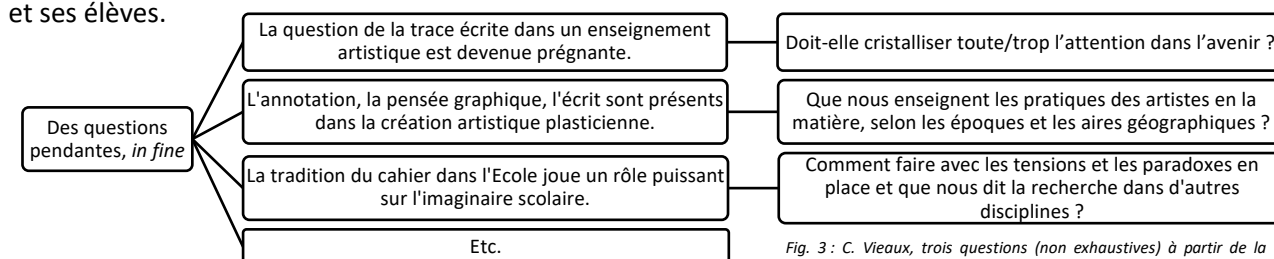 et ses élèves.
Des questions
pendantes, in fine
La question de la trace écrite dans un enseignement
artistique est devenue prégnante.
Doit-elle cristalliser toute/trop l’attention dans l’avenir ?
L'annotation, la pensée graphique, l'écrit sont présents
dans la création artistique plasticienne.
Que nous enseignent les pratiques des artistes en la
matière, selon les époques et les aires géographiques ?
La tradition du cahier dans l'Ecole joue un rôle puissant
sur l'imaginaire scolaire.
Comment faire avec les tensions et les paradoxes en
place et que nous dit la recherche dans d'autres
disciplines ?
Etc.
Fig. 3 : C. Vieaux, trois questions (non exhaustives) à partir de la